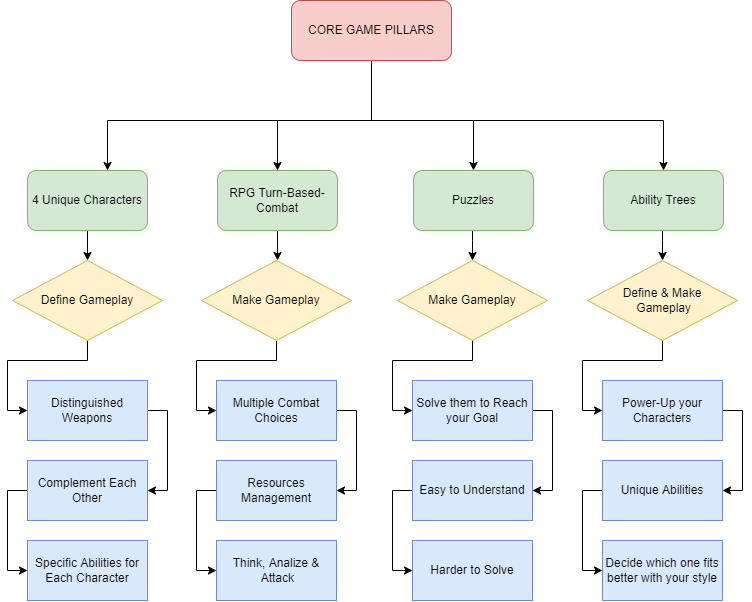 CORE GAME PILLARS
4 Unique Characters
RPG Turn-Based-
Combat
Puzzles
Ability Trees
Define Gameplay
Make Gameplay
Make Gameplay
Define & Make
Gameplay
Distinguished
Weapons
Multiple Combat
Choices
Solve them to Reach
your Goal
Power-Up your
Characters
Complement Each
Other
Resources
Management
Easy to Understand
Unique Abilities
Specific Abilities for
Each Character
Think, Analize &
Attack
Harder to Solve
Decide which one fits
better with your style